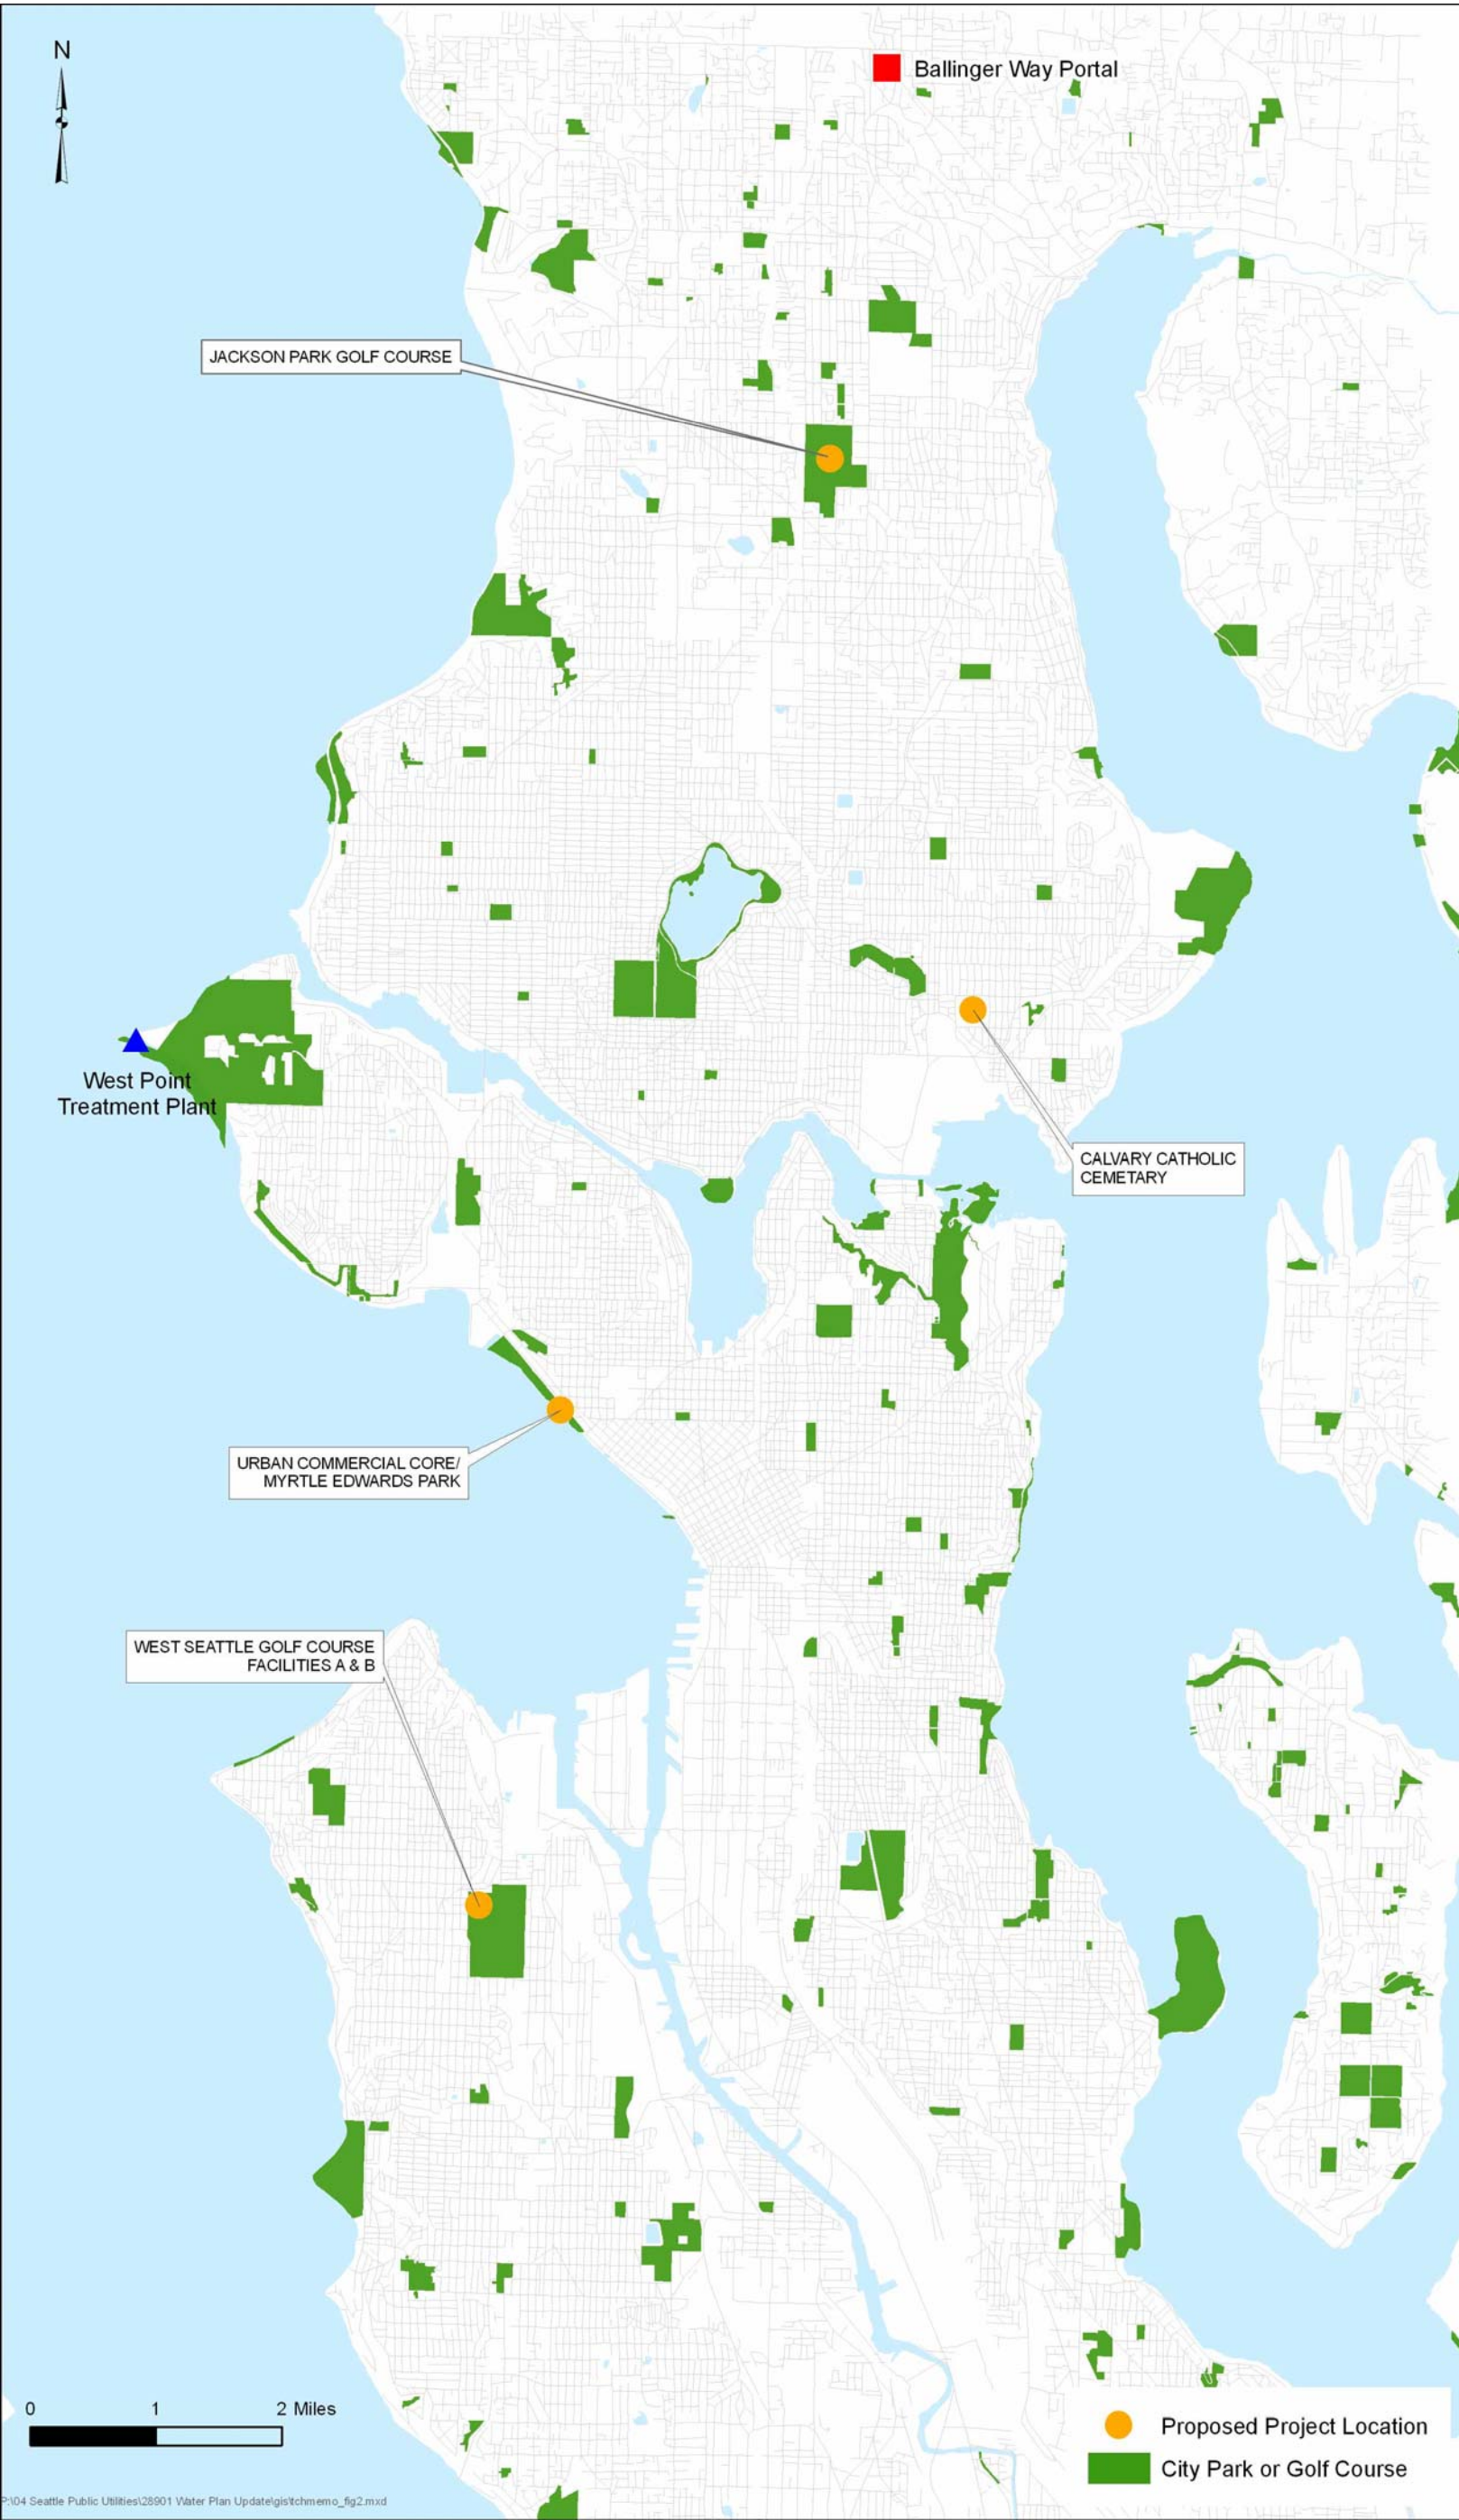 N
Ballinger Way Portal
JACKSON PARK GOLF COURSE
West Point
Treatment Plant
CALVARY CATHOLIC
CEMETARY
URBAN COMMERCIAL CORE/
MYRTLE EDWARDS PARK
WEST SEATTLE GOLF COURSE
FACILITIES A & B
0 1 2 Miles
Proposed Project Location
City Park or Golf Course
P:\04 Seattle Public Utilities\28901 Water Plan Update\gis\tchmemo_fig2.mxd